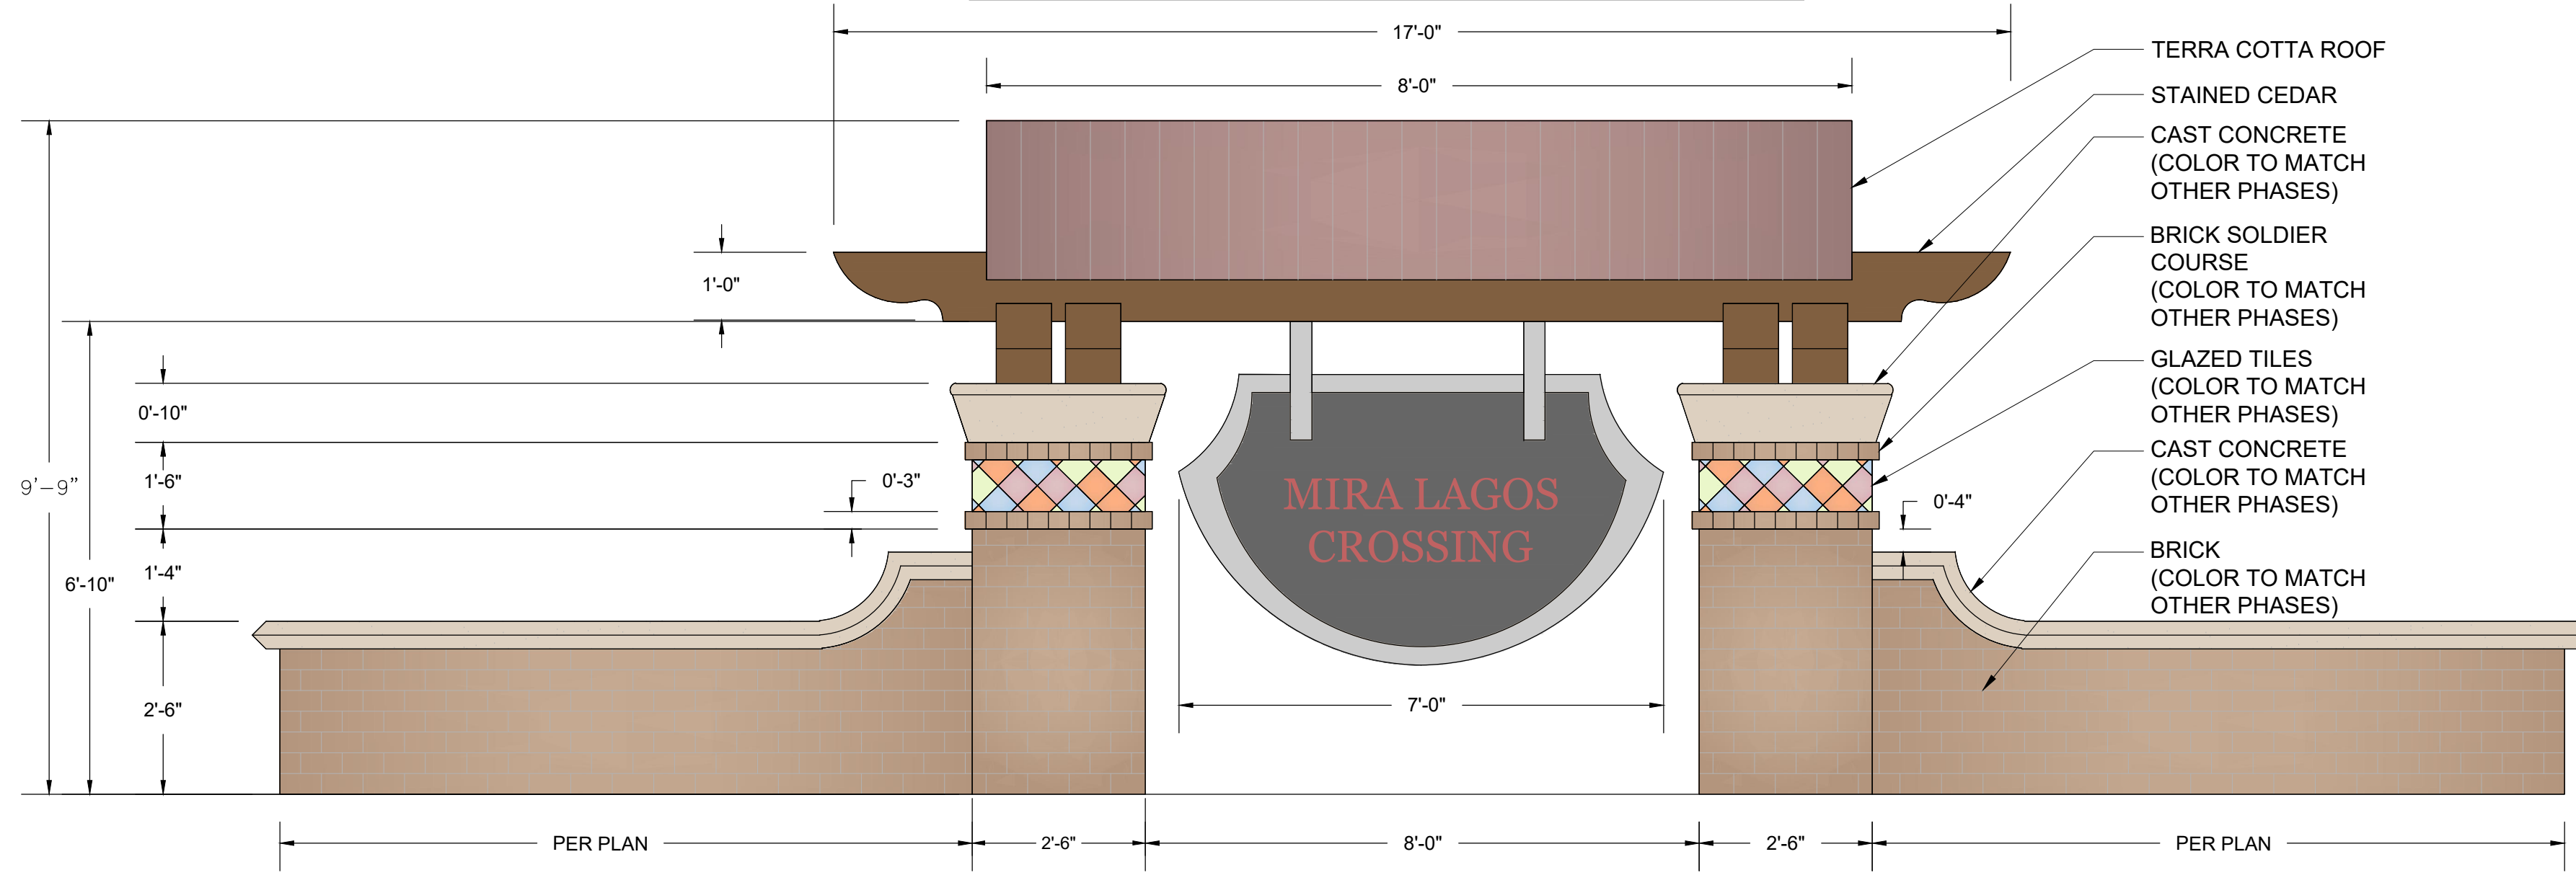 17'-0"
8'-0"
TERRA COTTA ROOF
STAINED CEDAR
CAST CONCRETE
(COLOR TO MATCH
OTHER PHASES)
BRICK SOLDIER
COURSE
(COLOR TO MATCH
OTHER PHASES)
GLAZED TILES
(COLOR TO MATCH
OTHER PHASES)
CAST CONCRETE
(COLOR TO MATCH
OTHER PHASES)
BRICK
(COLOR TO MATCH
OTHER PHASES)
1'-0"
0'-10"
1'-6"
0'-3"
9'-9"
0'-4"
1'-4"
6'-10"
2'-6"
MIRA LAGOS
CROSSING
7'-0"
PER PLAN
2'-6"
8'-0"
2'-6"
PER PLAN